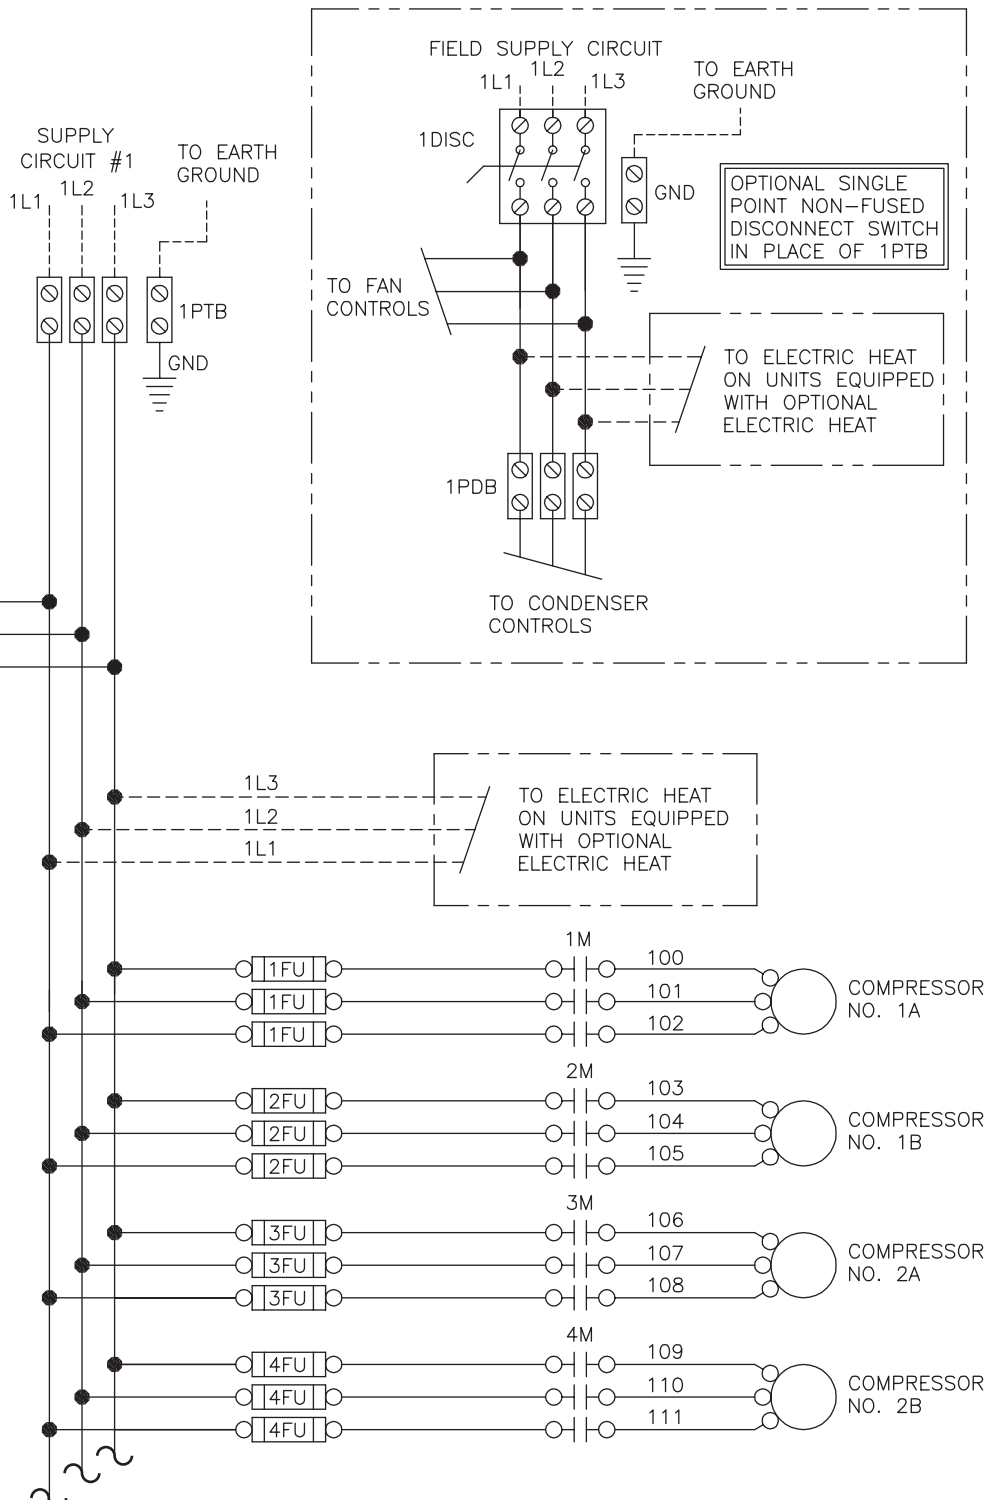 FIELD SUPPLY CIRCUIT
1L1
1L2
1L3
TO EARTH
GROUND
1DISC
GND
OPTIONAL SINGLE
POINT NON-FUSED
DISCONNECT SWITCH
IN PLACE OF 1PTB
SUPPLY
CIRCUIT #1
1L1
1L2
1L3
TO EARTH
GROUND
1PTB
GND
TO FAN
CONTROLS
TO ELECTRIC HEAT
ON UNITS EQUIPPED
WITH OPTIONAL
ELECTRIC HEAT
1PDB
TO CONDENSER
CONTROLS
1L3
1L2
1L1
TO ELECTRIC HEAT
ON UNITS EQUIPPED
WITH OPTIONAL
ELECTRIC HEAT
1M
1FU
100
1FU
101
1FU
102
COMPRESSOR
NO. 1A
2M
2FU
103
2FU
104
2FU
105
COMPRESSOR
NO. 1B
3M
3FU
106
3FU
107
3FU
108
COMPRESSOR
NO. 2A
4M
4FU
109
4FU
110
4FU
111
COMPRESSOR
NO. 2B